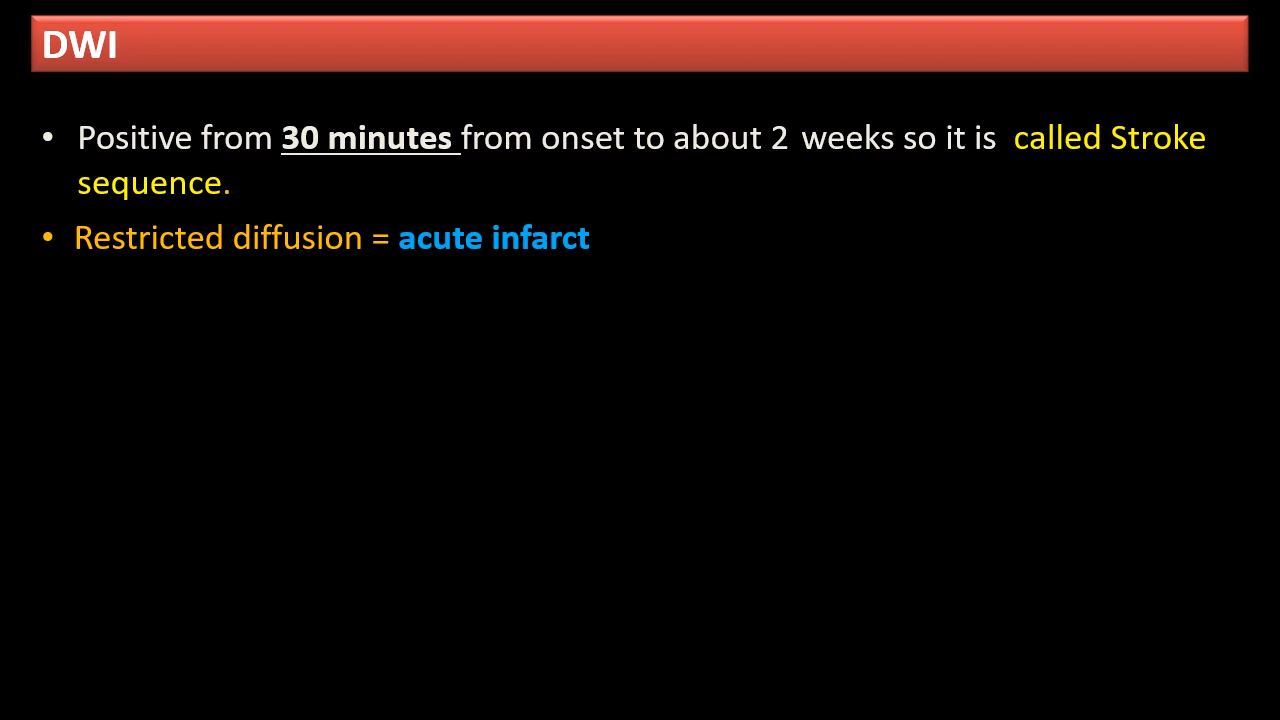 DWI
• Positive from 30 minutes from onset to about 2 weeks so it is called Stroke
sequence.
• Restricted diffusion = acute infarct